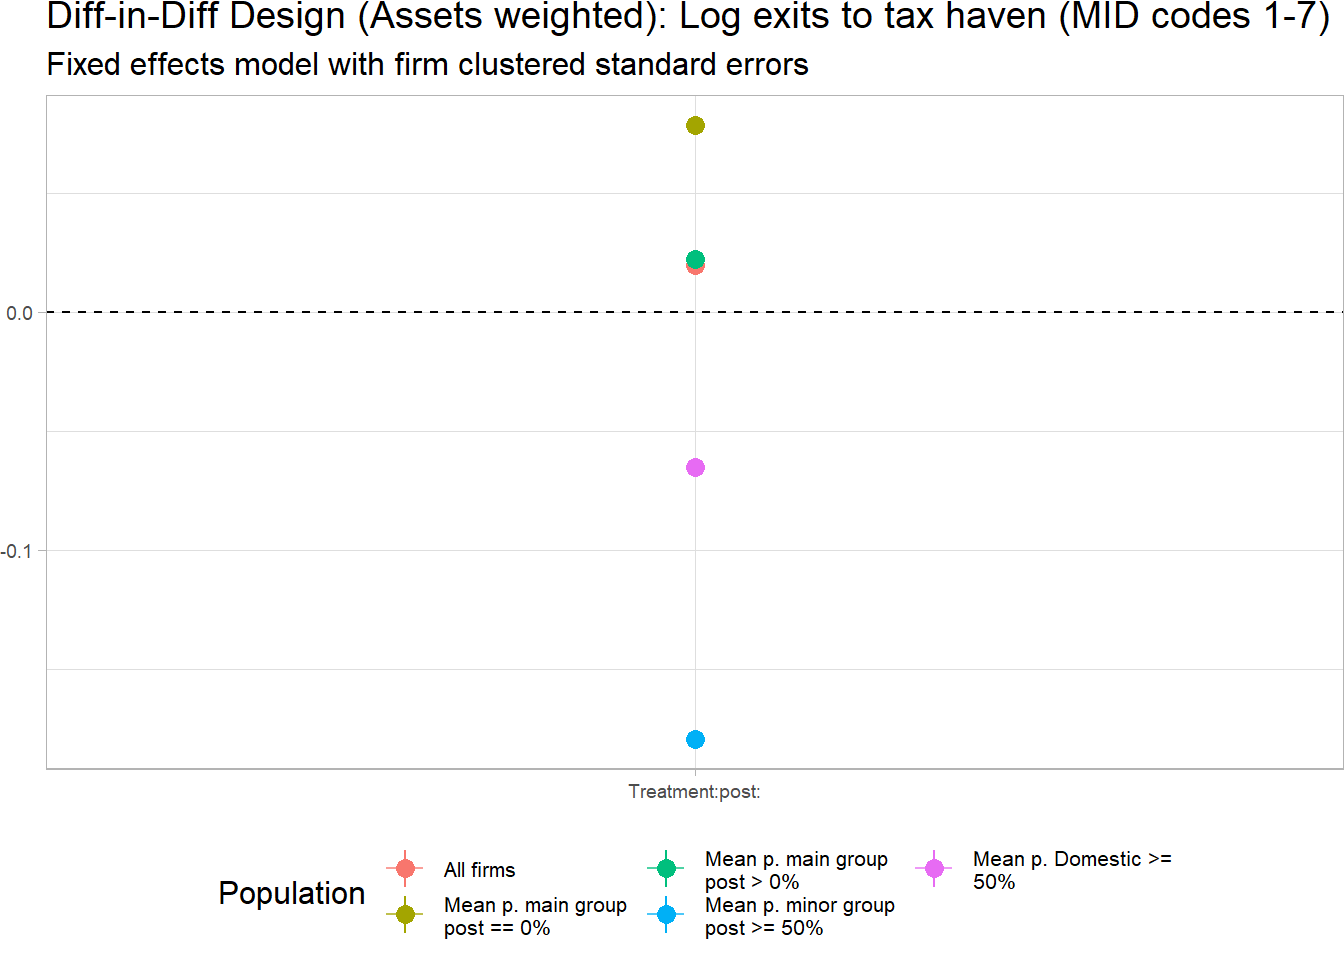 Diff-in-Diff Design (Assets weighted): Log exits to tax haven (MID codes 1-7)
Fixed effects model with firm clustered standard errors
0.0
-0.1
Treatment:post:
Population
All firms
Mean p. main group
post == 0%
Mean p. main group
post > 0%
Mean p. minor group
post >= 50%
Mean p. Domestic >=
50%